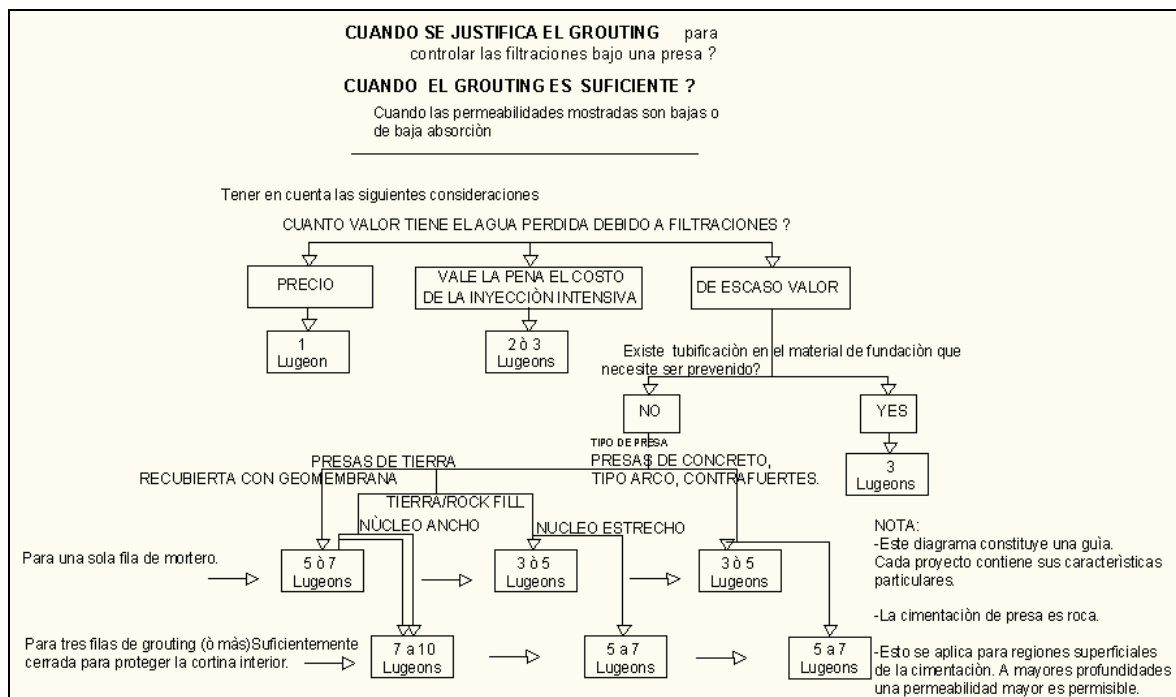 CUANDO SE JUSTIFICA EL GROUTING para
controlar las filtraciones bajo una presa ?
CUANDO EL GROUTING ES SUFICIENTE ?
Cuando las permeabilidades mostradas son bajas o
de baja absorciòn
Tener en cuenta las siguientes consideraciones
CUANTO VALOR TIENE EL AGUA PERDIDA DEBIDO A FILTRACIONES ?
PRECIO
VALE LA PENA EL COSTO
DE LA INYECCIÒN INTENSIVA
DE ESCASO VALOR
1
Lugeon
2 ò 3
Lugeons
Existe tubificaciòn en el material de fundaciòn que
necesite ser prevenido?
NO
YES
3
Lugeons
TIPO DE PRESA
PRESAS DE TIERRA
RECUBIERTA CON GEOMEMBRANA
PRESAS DE CONCRETO,
TIPO ARCO, CONTRAFUERTES.
TIERRA/ROCK FILL
NÙCLEO ANCHO
NUCLEO ESTRECHO
Para una sola fila de mortero.
5 ò 7
Lugeons
3 ò 5
Lugeons
3 ò 5
Lugeons
Para tres filas de grouting (ò màs)Suficientemente
cerrada para proteger la cortina interior.
7 a 10
Lugeons
5 a 7
Lugeons
5 a 7
Lugeons
NOTA:
-Este diagrama constituye una guìa.
Cada proyecto contiene sus caracterìsticas
particulares.
-La cimentaciòn de presa es roca.
-Esto se aplica para regiones superficiales
de la cimentaciòn. A mayores profundidades
una permeabilidad mayor es permisible.